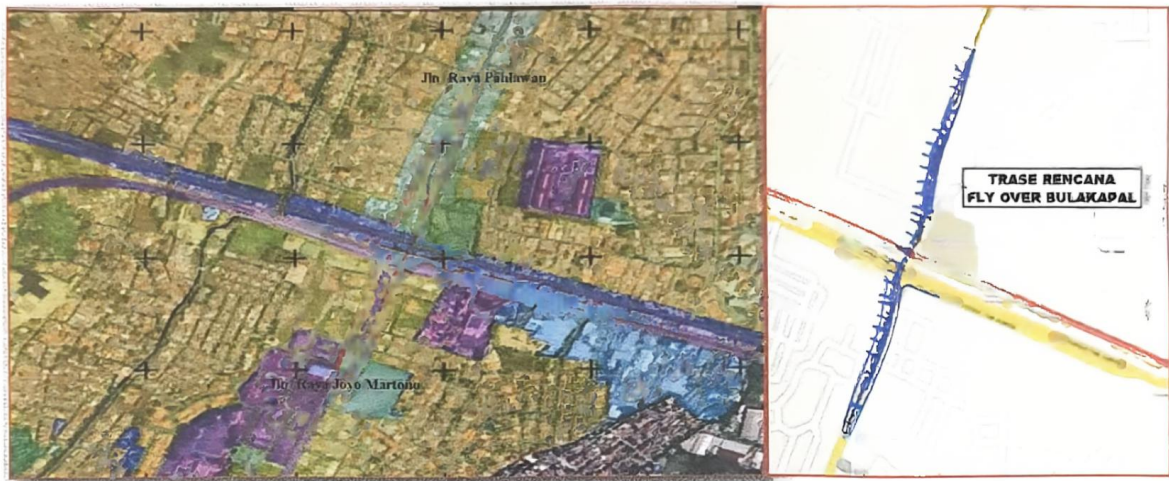 Jln Raya Pahlawan
Jln Raya Joyo Martono
TRASE RENCANA
FLY OVER BULAKAPAL